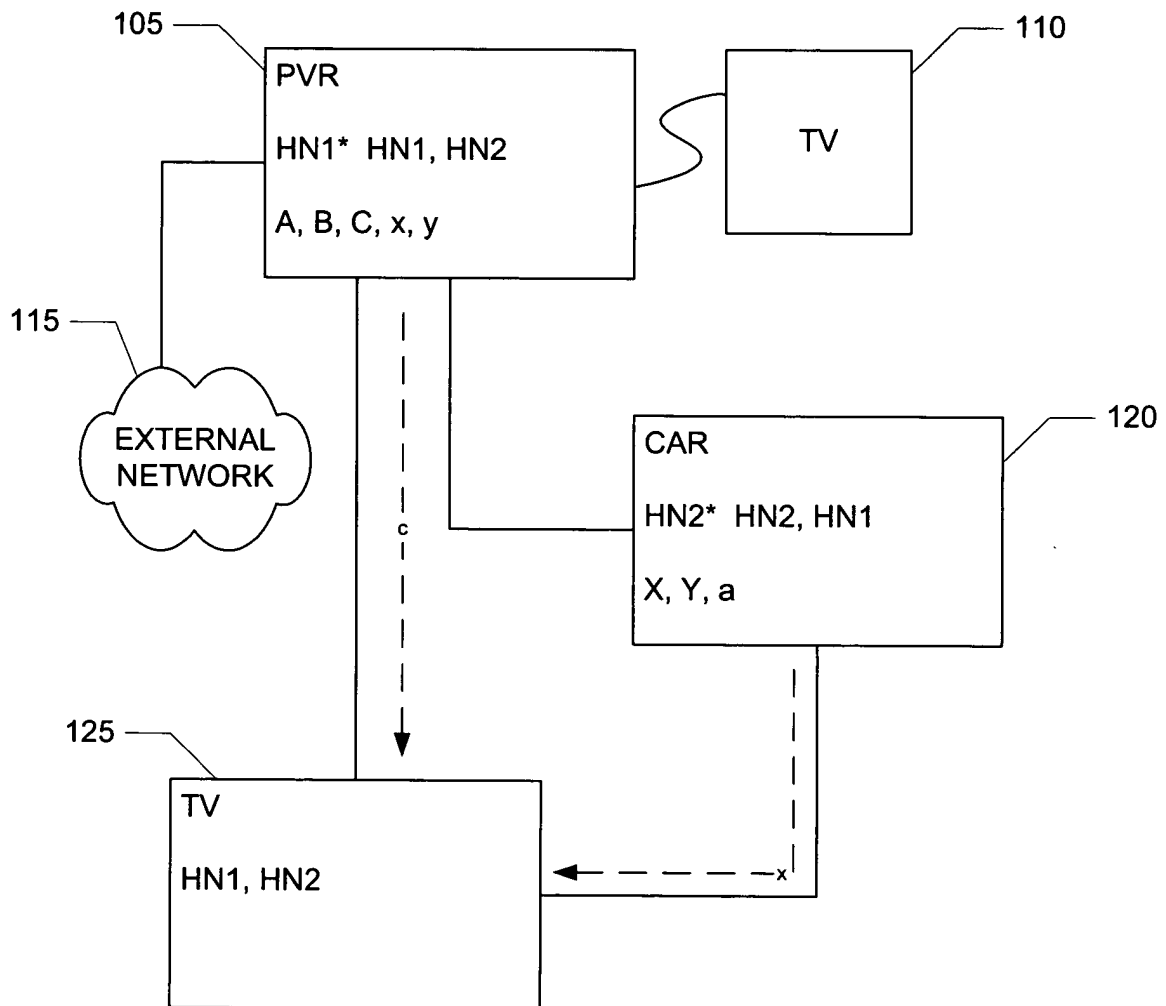 105
PVR
HN1* HN1, HN2
A, B, C, x, y
110
TV
115
EXTERNAL
NETWORK
c
120
CAR
HN2* HN2, HN1
X, Y, a
125
TV
HN1, HN2
x